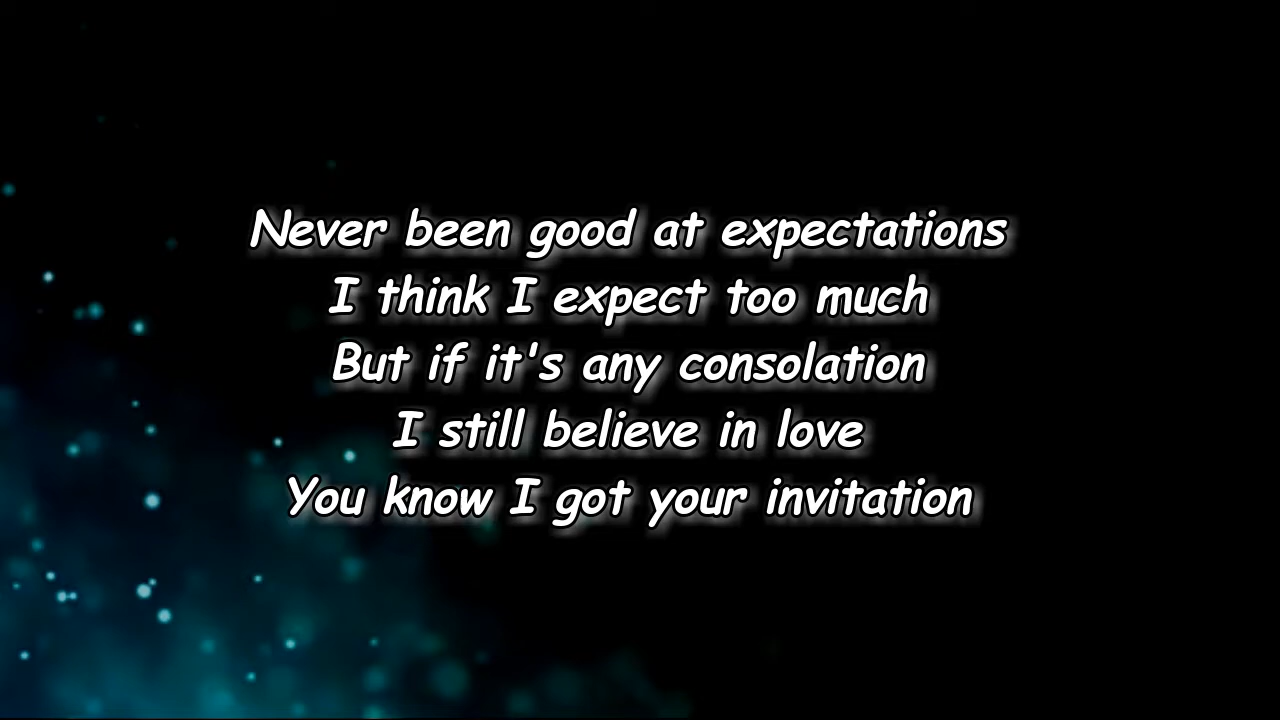 Never been good at expectations
I think I expect too much
But if it's any consolation
I still believe in love
You know I got your invitation